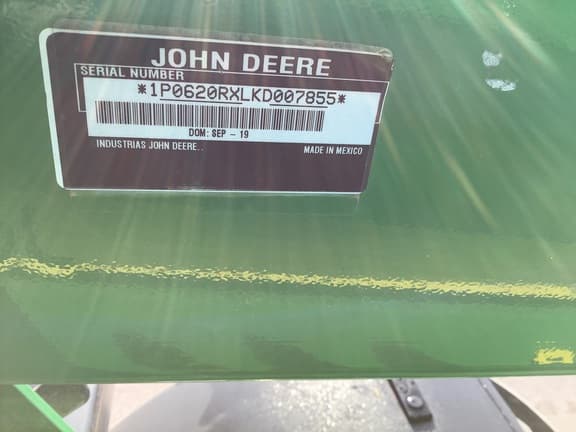 JOHN DEERE
SERIAL NUMBER
*1P0620RXLKD007855*
DOM: SEP - 19
INDUSTRIAS JOHN DEERE..
MADE IN MEXICO